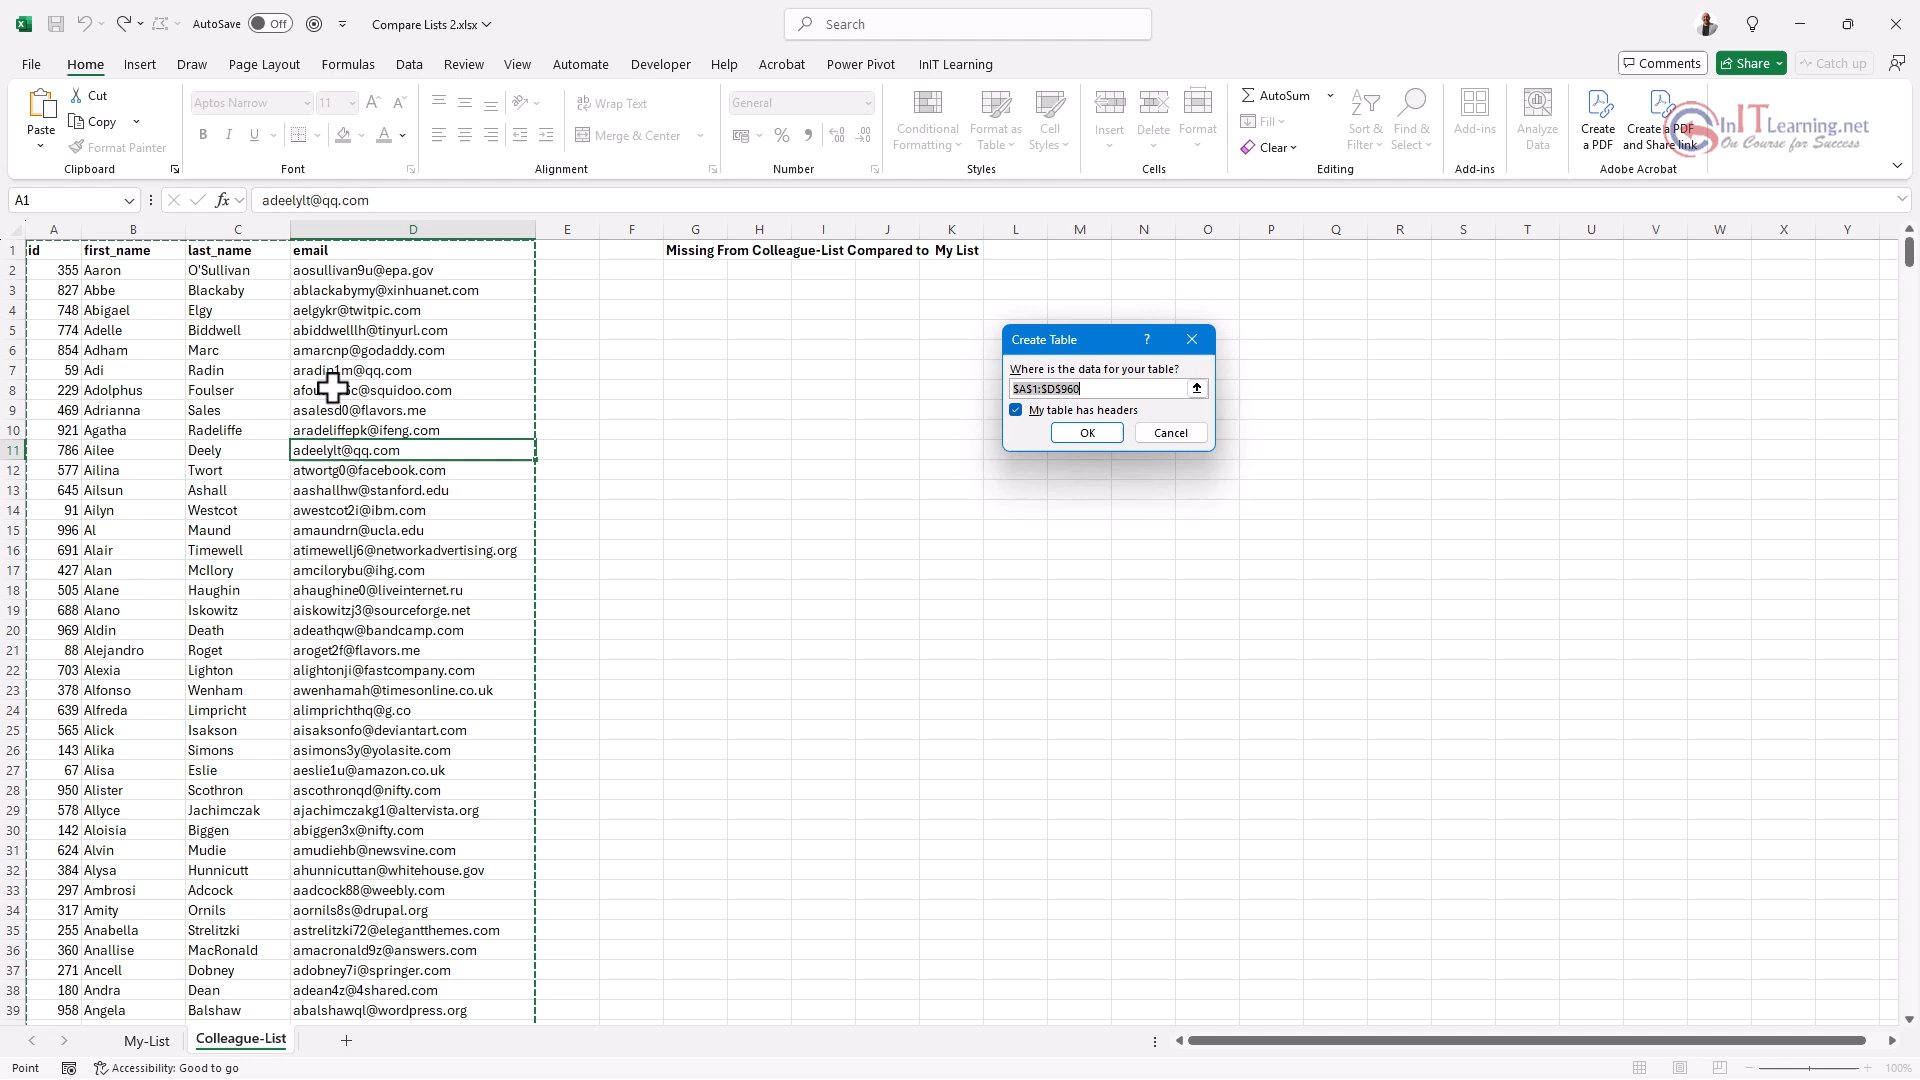 AutoSave Off Compare Lists 2.xlsx Search
File Home Insert Draw Page Layout Formulas Data Review View Automate Developer Help Acrobat Power Pivot InIT Learning Comments Share Catch up
Paste Cut Copy Format Painter Clipboard
Aptos Narrow 11 B I U A Font
Wrap Text Merge & Center Alignment
General % Number
Conditional Formatting Format as Table Cell Styles Styles
Insert Delete Format Cells
AutoSum Fill Clear Sort & Filter Find & Select Editing
Add-ins Add-ins
Analyze Data
Create a PDF Create a PDF and Share link Adobe Acrobat
InITLearning.net
On Course for Success
A1 fx adeelylt@qq.com
A B C D E F G H I J K L M N O P Q R S T U V W X Y
1 id first_name last_name email Missing From Colleague-List Compared to My List
2 355 Aaron O'Sullivan aosullivan9u@epa.gov
3 827 Abbe Blackaby ablackabymy@xinhuanet.com
4 748 Abigael Elgy aelgykr@twitpic.com
5 774 Adelle Biddwell abiddwelllh@tinyurl.com
6 854 Adham Marc amarcnp@godaddy.com
7 59 Adi Radin aradin1m@qq.com
8 229 Adolphus Foulser
9 469 Adrianna Sales asalesd0@flavors.me
10 921 Agatha Radeliffe aradeliffepk@ifeng.com
11 786 Ailee Deely adeelylt@qq.com
12 577 Ailina Twort atwortg0@facebook.com
13 645 Ailsun Ashall aashallhw@stanford.edu
14 91 Ailyn Westcot awestcot2i@ibm.com
15 996 Al Maund amaundrn@ucla.edu
16 691 Alair Timewell atimewellj6@networkadvertising.org
17 427 Alan McIlory amcilorybu@ihg.com
18 505 Alane Haughin ahaughine0@liveinternet.ru
19 688 Alano Iskowitz aiskowitzj3@sourceforge.net
20 969 Aldin Death adeathqw@bandcamp.com
21 88 Alejandro Roget aroget2f@flavors.me
22 703 Alexia Lighton alightonji@fastcompany.com
23 378 Alfonso Wenham awenhamah@timesonline.co.uk
24 639 Alfreda Limpricht alimprichthq@g.co
25 565 Alick Isakson aisaksonfo@deviantart.com
26 143 Alika Simons asimons3y@yolasite.com
27 67 Alisa Eslie aeslie1u@amazon.co.uk
28 950 Alister Scothron ascothronqd@nifty.com
29 578 Allyce Jachimczak ajachimczakg1@altervista.org
30 142 Aloisia Biggen abiggen3x@nifty.com
31 624 Alvin Mudie amudiehb@newsvine.com
32 384 Alysa Hunnicutt ahunnicuttan@whitehouse.gov
33 297 Ambrosi Adcock aadcock88@weebly.com
34 317 Amity Ornils aornils8s@drupal.org
35 255 Anabella Strelitzki astrelitzki72@elegantthemes.com
36 360 Anallise MacRonald amacronald9z@answers.com
37 271 Ancell Dobney adobney7i@springer.com
38 180 Andra Dean adean4z@4shared.com
39 958 Angela Balshaw abalshawql@wordpress.org
Create Table ?
Where is the data for your table?
$A$1:$D$960
My table has headers
OK Cancel
My-List Colleague-List
Point Accessibility: Good to go 100%